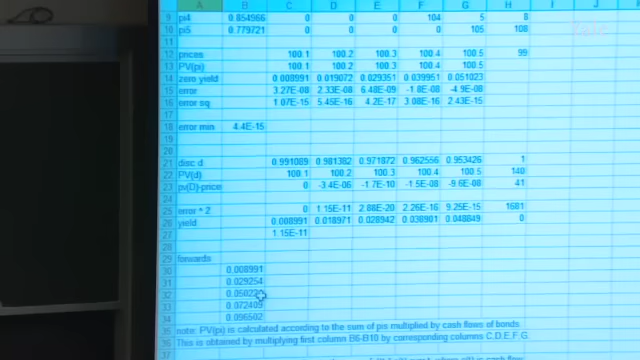 A B C D E F G H
9 pi4 0.854966 0 0 0 104 5 8
10 pi5 0.779721 0 0 0 0 105 108
12 prices 100.1 100.2 100.3 100.4 100.5 99
13 PV(pi) 100.1 100.2 100.3 100.4 100.5
14 zero yield 0.008991 0.019072 0.029351 0.039951 0.051023
15 error 3.27E-08 2.33E-08 6.48E-09 -1.8E-08 -4.9E-08
16 error sq 1.07E-15 5.45E-16 4.2E-17 3.08E-16 2.43E-15
18 error min 4.4E-15
20
21 disc d 0.991089 0.981382 0.971872 0.962556 0.953426 1
22 PV(d) 100.1 100.2 100.3 100.4 100.5 140
23 pv(D)-price 0 -3.4E-06 -1.7E-10 -1.5E-08 -9.6E-08 41
25 error ^ 2 0 1.15E-11 2.88E-20 2.26E-16 9.25E-15 1681
26 yield 0.008991 0.018971 0.028942 0.038901 0.048849 0
27 1.15E-11
28
29 forwards
30 0.008991
31 0.029254
32
33 0.072409
34 0.096502
35 note: PV(pi) is calculated according to the sum of pis multiplied by cash flows of bonds.
36 This is obtained by multiplying first column B6-B10 by corresponding columns C,D,E,F,G.
37